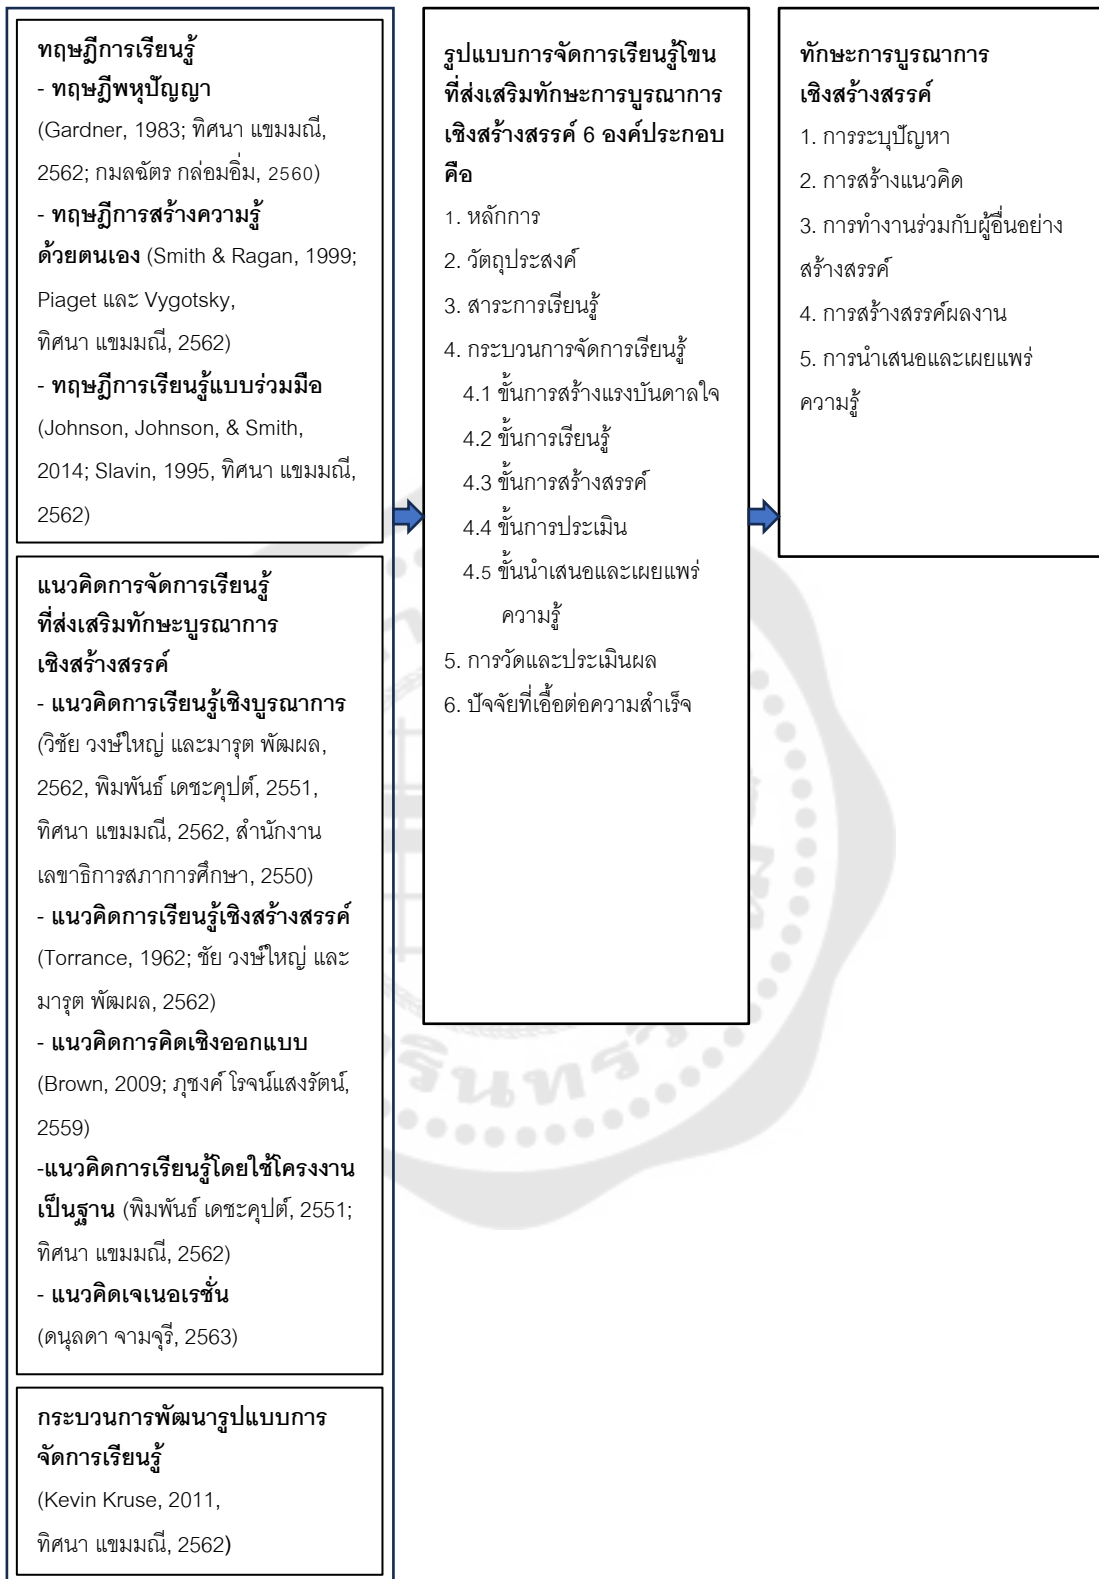 ทฤษฎีการเรียนรู้
- ทฤษฎีพหุปัญญา
(Gardner, 1983; ทิศนา แขมมณี,
2562; กมลฉัตร กล่อมอิ่ม, 2560)
- ทฤษฎีการสร้างความรู้
ด้วยตนเอง (Smith & Ragan, 1999;
Piaget และ Vygotsky,
ทิศนา แขมมณี, 2562)
- ทฤษฎีการเรียนรู้แบบร่วมมือ
(Johnson, Johnson, & Smith,
2014; Slavin, 1995, ทิศนา แขมมณี,
2562)
แนวคิดการจัดการเรียนรู้
ที่ส่งเสริมทักษะบูรณาการ
เชิงสร้างสรรค์
- แนวคิดการเรียนรู้เชิงบูรณาการ
(วิชัย วงษ์ใหญ่ และมารุต พัฒผล,
2562, พิมพันธ์ เดชะคุปต์, 2551,
ทิศนา แขมมณี, 2562, สำนักงาน
เลขาธิการสภาการศึกษา, 2550)
- แนวคิดการเรียนรู้เชิงสร้างสรรค์
(Torrance, 1962; ชัย วงษ์ใหญ่ และ
มารุต พัฒผล, 2562)
- แนวคิดการคิดเชิงออกแบบ
(Brown, 2009; ภุชงค์ โรจน์แสงรัตน์,
2559)
-แนวคิดการเรียนรู้โดยใช้โครงงาน
เป็นฐาน (พิมพันธ์ เดชะคุปต์, 2551;
ทิศนา แขมมณี, 2562)
- แนวคิดเจเนอเรชั่น
(ดนุลดา จามจุรี, 2563)
กระบวนการพัฒนารูปแบบการ
จัดการเรียนรู้
(Kevin Kruse, 2011,
ทิศนา แขมมณี, 2562)
รูปแบบการจัดการเรียนรู้โขน
ที่ส่งเสริมทักษะการบูรณาการ
เชิงสร้างสรรค์ 6 องค์ประกอบ
คือ
1. หลักการ
2. วัตถุประสงค์
3. สาระการเรียนรู้
4. กระบวนการจัดการเรียนรู้
4.1 ขั้นการสร้างแรงบันดาลใจ
4.2 ขั้นการเรียนรู้
4.3 ขั้นการสร้างสรรค์
4.4 ขั้นการประเมิน
4.5 ขั้นนำเสนอและเผยแพร่
ความรู้
5. การวัดและประเมินผล
6. ปัจจัยที่เอื้อต่อความสำเร็จ
ทักษะการบูรณาการ
เชิงสร้างสรรค์
1. การระบุปัญหา
2. การสร้างแนวคิด
3. การทำงานร่วมกับผู้อื่นอย่าง
สร้างสรรค์
4. การสร้างสรรค์ผลงาน
5. การนำเสนอและเผยแพร่
ความรู้